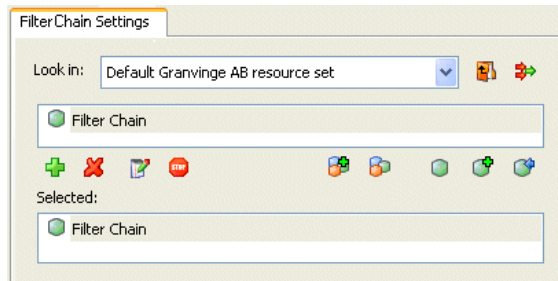 FilterChain Settings
Look in: Default Granvinge AB resource set
Filter Chain
STOP
Selected:
Filter Chain